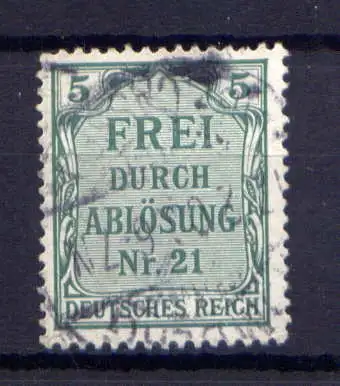 5 5
FREI
DURCH
ABLÖSUNG
Nr. 21
DEUTSCHES REICH